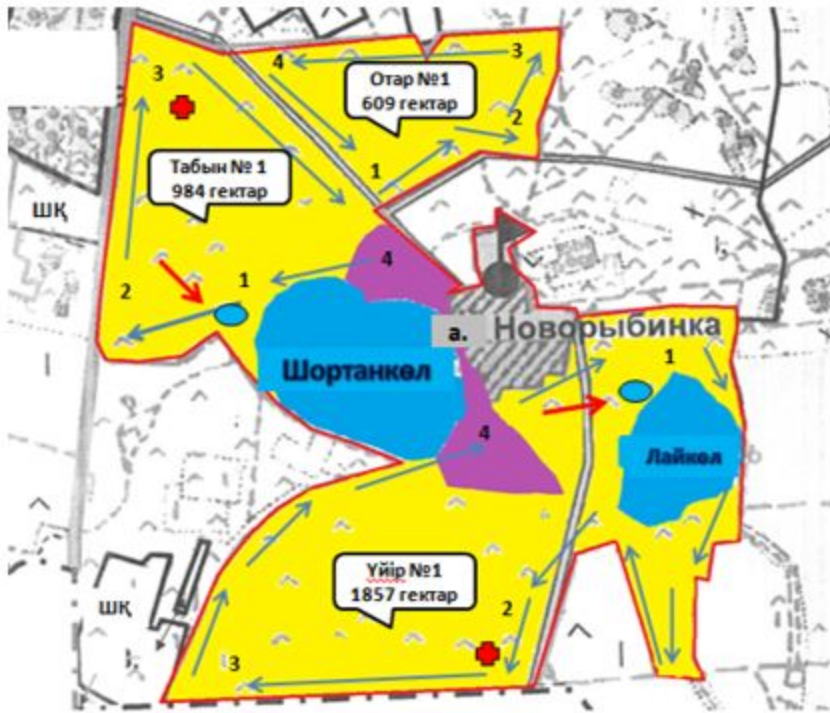 3
4
3
Отар №1
609 гектар
2
1
Табын № 1
984 гектар
ШҚ
4
1
2
а. Новорыбинка
1
Шортанкөл
4
Лайкөл
Үйір №1
1857 гектар
2
ШҚ
3